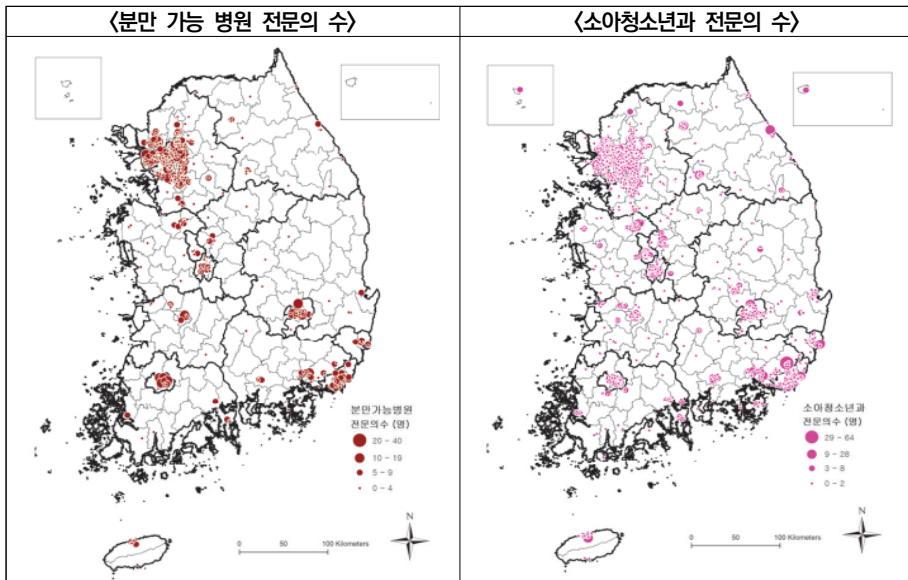 〈분만 가능 병원 전문의 수〉
〈소아청소년과 전문의 수〉
분만가능병원
전문의수 (명)
20 - 40
10 - 19
5 - 9
0 - 4
N
0 50 100 Kilometers
소아청소년과
전문의수 (명)
29 - 64
9 - 28
3 - 8
0 - 2
N
0 50 100 Kilometers